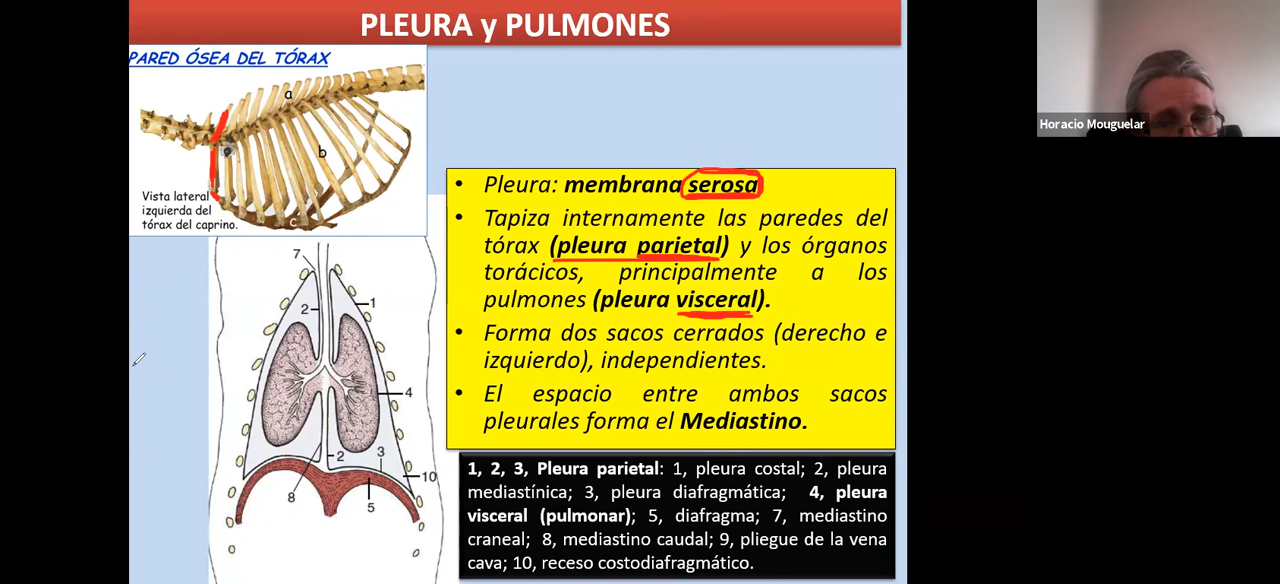 PLEURA y PULMONES
PARED ÓSEA DEL TÓRAX
a
b
c
Vista lateral
izquierda del
tórax del caprino.
Horacio Mouguelar
• Pleura: membrana serosa
• Tapiza internamente las paredes del
tórax (pleura parietal) y los órganos
torácicos, principalmente a los
pulmones (pleura visceral).
• Forma dos sacos cerrados (derecho e
izquierdo), independientes.
• El espacio entre ambos sacos
pleurales forma el Mediastino.
7
2
1
4
2
3
10
8
5
1, 2, 3, Pleura parietal: 1, pleura costal; 2, pleura
mediastínica; 3, pleura diafragmática; 4, pleura
visceral (pulmonar); 5, diafragma; 7, mediastino
craneal; 8, mediastino caudal; 9, pliegue de la vena
cava; 10, receso costodiafragmático.